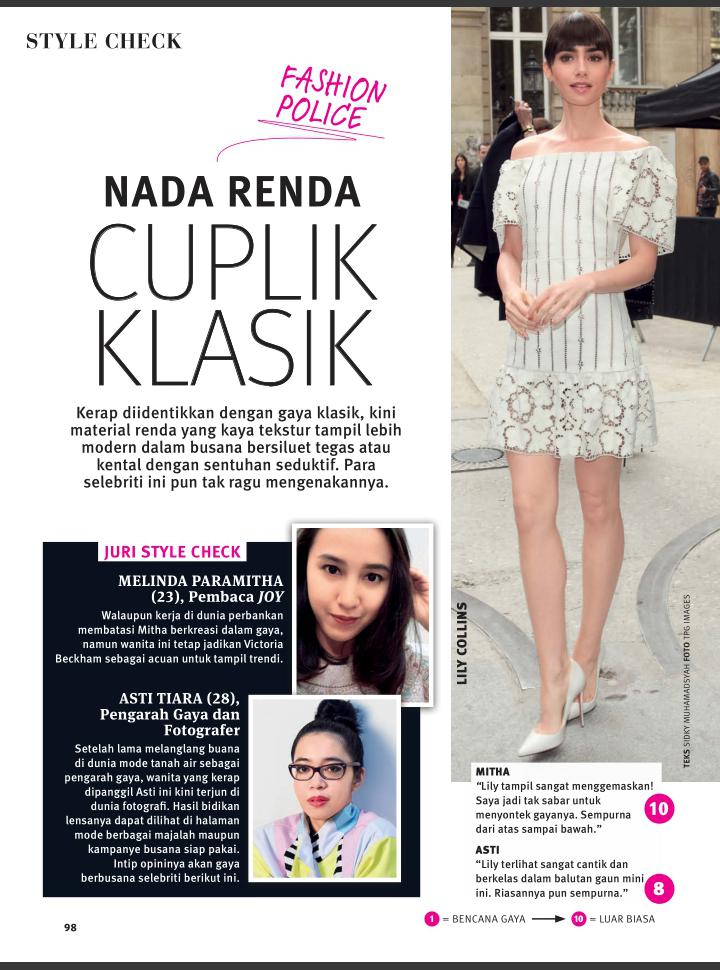 STYLE CHECK
FASHION
POLICE
NADA RENDA
CUPLIK
KLASIK
Kerap diidentikkan dengan gaya klasik, kini
material renda yang kaya tekstur tampil lebih
modern dalam busana bersiluet tegas atau
kental dengan sentuhan seduktif. Para
selebriti ini pun tak ragu mengenakannya.
JURI STYLE CHECK
MELINDA PARAMITHA
(23), Pembaca JOY
Walaupun kerja di dunia perbankan
membatasi Mitha berkreasi dalam gaya,
namun wanita ini tetap jadikan Victoria
Beckham sebagai acuan untuk tampil trendi.
ASTI TIARA (28),
Pengarah Gaya dan
Fotografer
Setelah lama melanglang buana
di dunia mode tanah air sebagai
pengarah gaya, wanita yang kerap
dipanggil Asti ini kini terjun di
dunia fotografi. Hasil bidikan
lensanya dapat dilihat di halaman
mode berbagai majalah maupun
kampanye busana siap pakai.
Intip opininya akan gaya
berbusana selebriti berikut ini.
LILY COLLINS
TEKS SIDKY MUHAMADSYAH FOTO TPG IMAGES
MITHA
“Lily tampil sangat menggemaskan!
Saya jadi tak sabar untuk
menyontek gayanya. Sempurna
dari atas sampai bawah.”
10
ASTI
“Lily terlihat sangat cantik dan
berkelas dalam balutan gaun mini
ini. Riasannya pun sempurna.”
8
1 = BENCANA GAYA 10 = LUAR BIASA
98